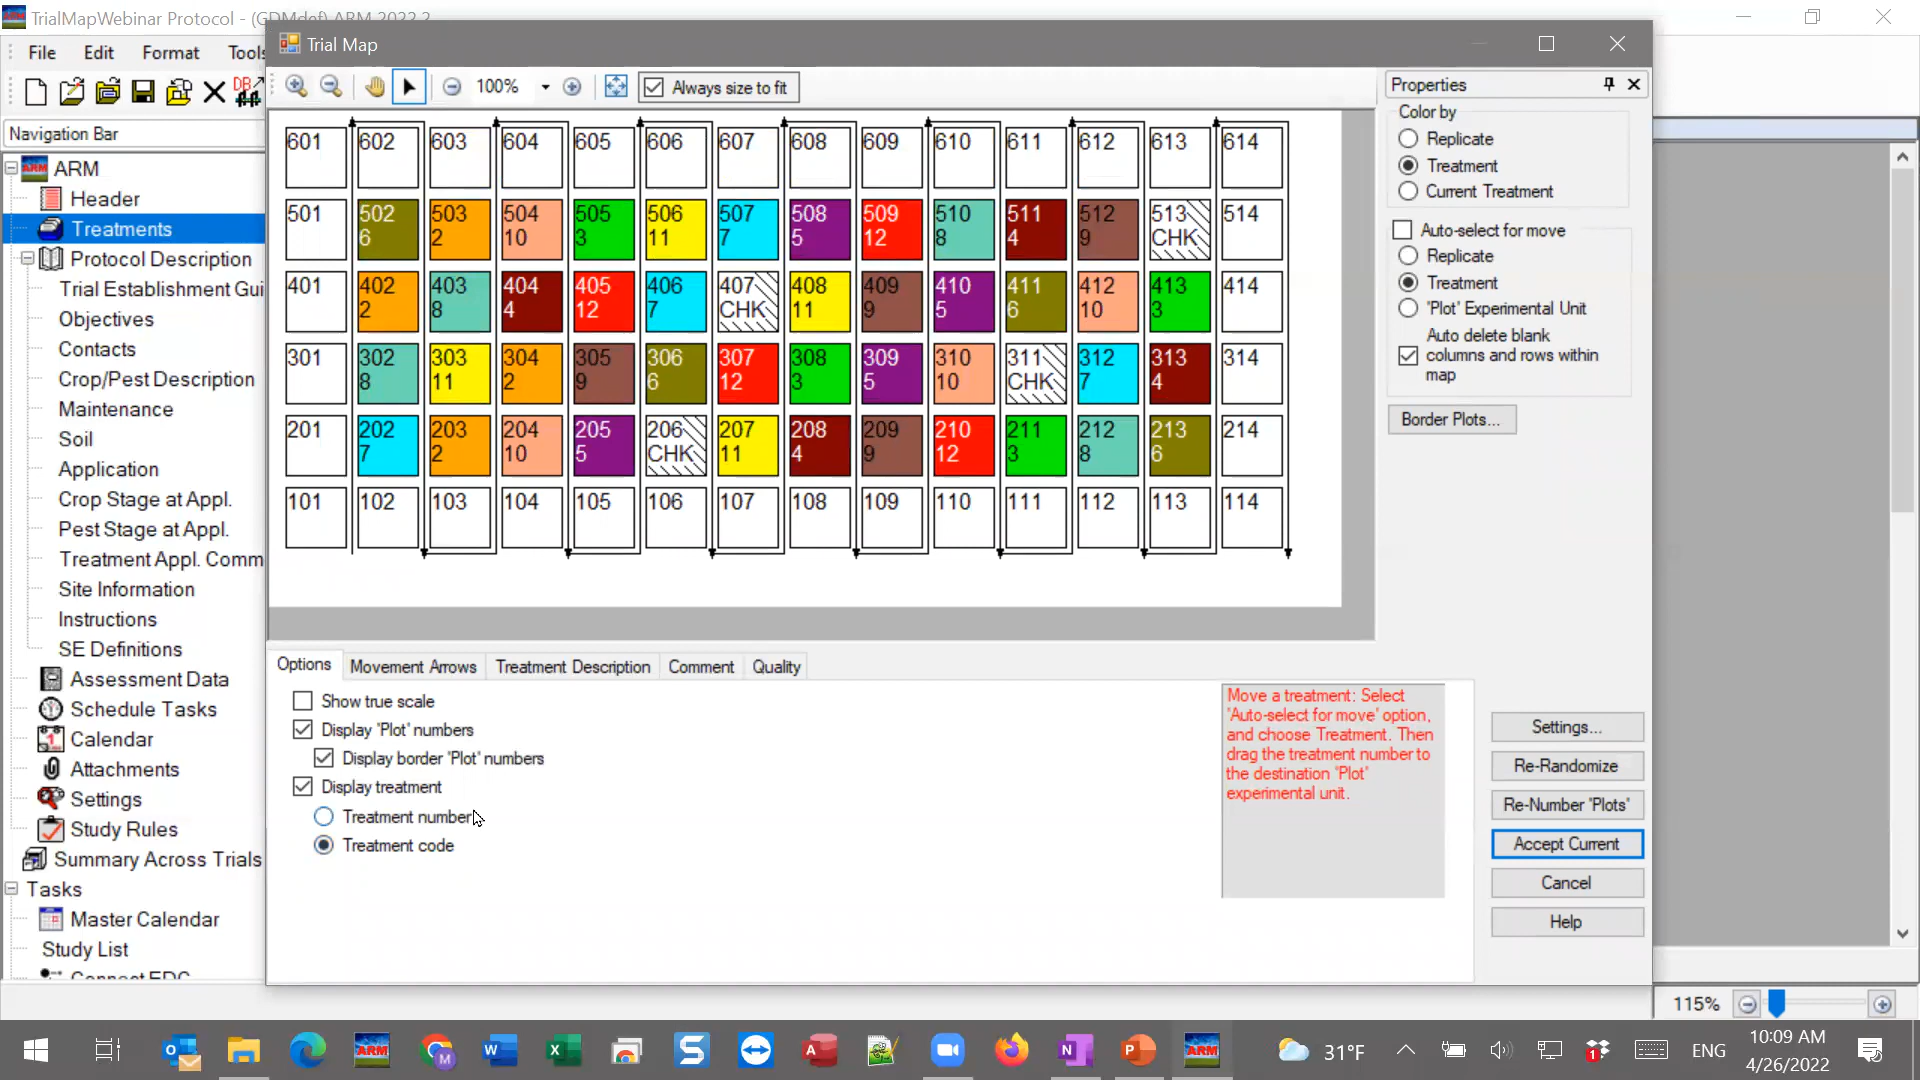 TrialMapWebinar Protocol - (GDMdef) ARM 2022.2
File Edit Format Tools
Navigation Bar
ARM
Header
Treatments
Protocol Description
Trial Establishment Gui
Objectives
Contacts
Crop/Pest Description
Maintenance
Soil
Application
Crop Stage at Appl.
Pest Stage at Appl.
Treatment Appl. Comm
Site Information
Instructions
SE Definitions
Assessment Data
Schedule Tasks
Calendar
Attachments
Settings
Study Rules
Summary Across Trials
Tasks
Master Calendar
Study List
Connect EDC
Trial Map
100% Always size to fit
601 602 603 604 605 606 607 608 609 610 611 612 613 614
501 502 503 504 505 506 507 508 509 510 511 512 513 514
6 2 10 3 11 7 5 12 8 4 9 CHK
401 402 403 404 405 406 407 408 409 410 411 412 413 414
2 8 4 12 7 CHK 11 9 5 6 10 3
301 302 303 304 305 306 307 308 309 310 311 312 313 314
8 11 2 9 6 12 3 5 10 CHK 7 4
201 202 203 204 205 206 207 208 209 210 211 212 213 214
7 2 10 5 CHK 11 4 9 12 3 8 6
101 102 103 104 105 106 107 108 109 110 111 112 113 114
Properties
Color by
Replicate
Treatment
Current Treatment
Auto-select for move
Replicate
Treatment
'Plot' Experimental Unit
Auto delete blank
columns and rows within
map
Border Plots...
Options Movement Arrows Treatment Description Comment Quality
Show true scale
Display 'Plot' numbers
Display border 'Plot' numbers
Display treatment
Treatment number
Treatment code
Move a treatment: Select
'Auto-select for move' option,
and choose Treatment. Then
drag the treatment number to
the destination 'Plot'
experimental unit.
Settings...
Re-Randomize
Re-Number 'Plots'
Accept Current
Cancel
Help
115%
31°F ENG 10:09 AM
4/26/2022